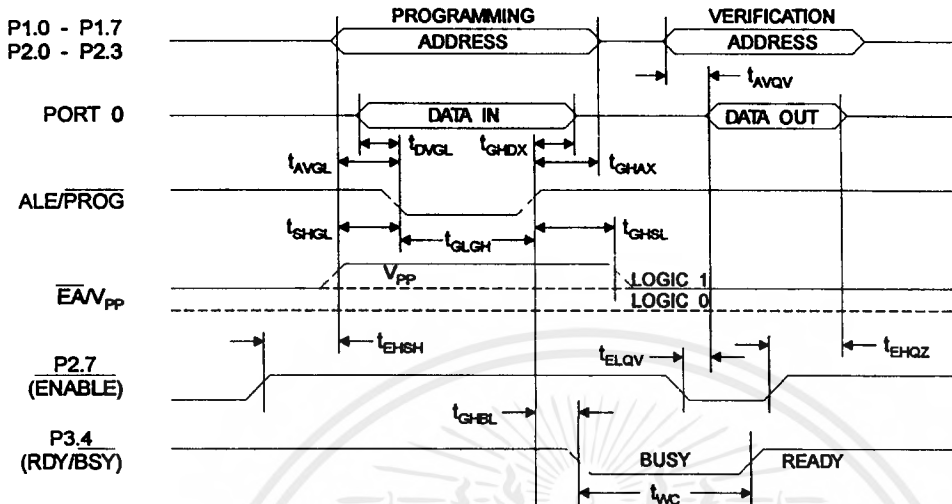 PROGRAMMING VERIFICATION
P1.0 - P1.7
P2.0 - P2.3
ADDRESS ADDRESS
tAVQV
PORT 0 DATA IN DATA OUT
tDVGL tGHDX
tAVGL tGHAX
ALE/PROG
tSHGL tGLGH tGHSL
VPP LOGIC 1
EA/VPP LOGIC 0
tEHSH tELQV tEHQZ
P2.7
(ENABLE)
tGHBL
P3.4
(RDY/BSY) BUSY READY
tWC